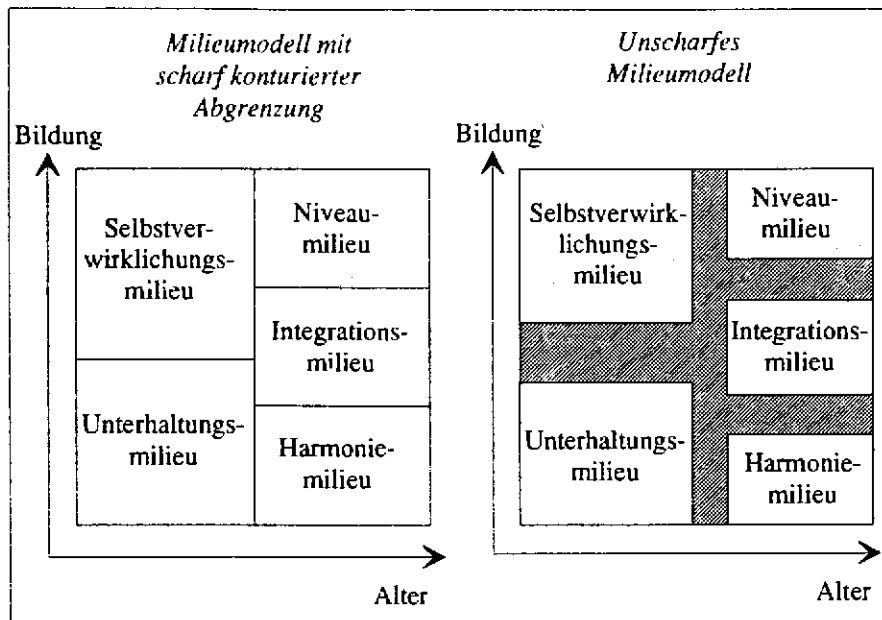 Milieumodell mit
scharf konturierter
Abgrenzung
Bildung
Selbstver-
wirklichungs-
milieu
Niveau-
milieu
Integrations-
milieu
Unterhaltungs-
milieu
Harmonie-
milieu
Alter
Unscharfes
Milieumodell
Bildung
Selbstverwirk-
lichungs-
milieu
Niveau-
milieu
Integrations-
milieu
Unterhaltungs-
milieu
Harmonie-
milieu
Alter